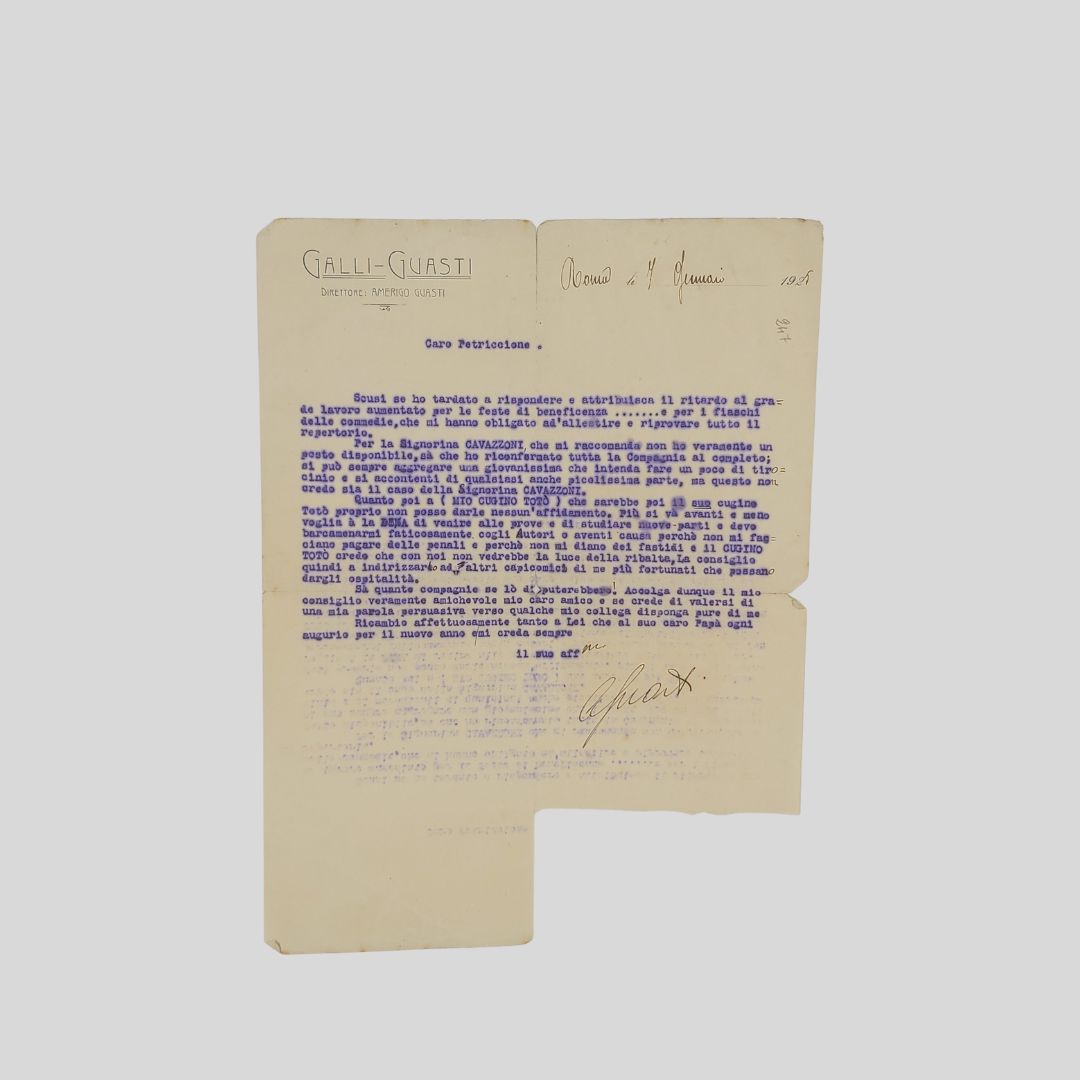 GALLI-GUASTI
DIRETTORE: AMERIGO GUASTI
Roma li 7 Gennaio 192
247
Caro Petriccione .
Scusi se ho tardato a rispondere e attribuisca il ritardo al gra=
de lavoro aumentato per le feste di beneficenza .......e per i fiaschi
delle commedie,che mi hanno obligato ad'allestire e riprovare tutto il
repertorio.
Per la Signorina CAVAZZONI,che mi raccomanda non ho veramente un
posto disponibile,sà che ho riconfermato tutta la Compagnia al completo;
si può sempre aggregare una giovanissima che intenda fare un poco di tiro=
cinio e si accontenti di qualsiasi anche picolissima parte, ma questo non
credo sia il caso della Signorina CAVAZZONI.
Quanto poi a ( MIO CUGINO TOTÒ ) che sarebbe poi il suo cugino
Totò proprio non posso darle nessun'affidamento. Più si và avanti e meno
voglia à la DINA di venire alle prove e di studiare nuove parti e devo
barcamenarmi faticosamente cogli Autori o aventi causa perchè non mi fac=
ciano pagare delle penali e perchè non mi diano dei fastidi e il CUGINO
TOTÒ credo che con noi non vedrebbe la luce della ribalta,La consiglio
quindi a indirizzarlo ad altri capicomici di me più fortunati che possano
dargli ospitalità.
Sà quante compagnie se lò disputerebbero! Accolga dunque il mio
consiglio veramente amichevole mio caro amico e se crede di valersi di
una mia parola persuasiva verso qualche mio collega disponga pure di me
Ricambio affettuosamente tanto a Lei che al suo caro Papà ogni
augurio per il nuovo anno e mi creda sempre
il suo affmo
AGuasti